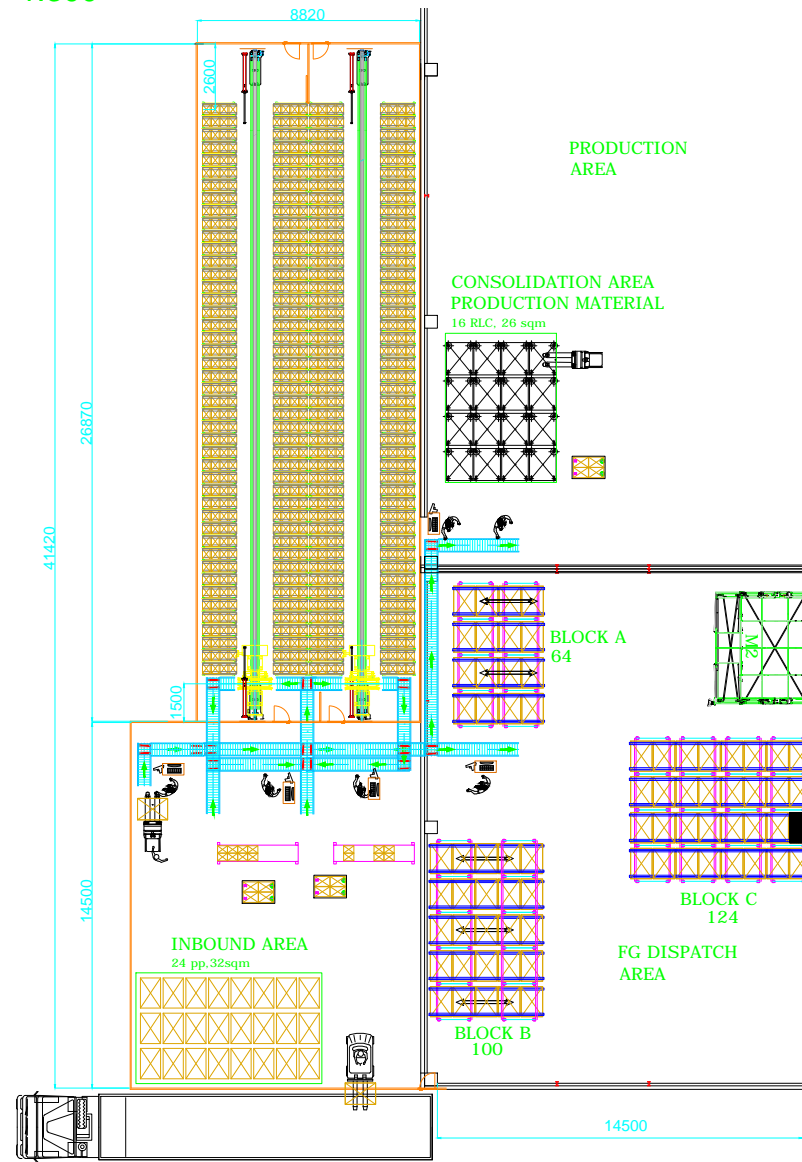 8820
2600
PRODUCTION
AREA
CONSOLIDATION AREA
PRODUCTION MATERIAL
16 RLC, 26 sqm
26870
41420
BLOCK A
64
M2
1500
14500
BLOCK C
124
INBOUND AREA
24 pp,32sqm
FG DISPATCH
AREA
BLOCK B
100
14500